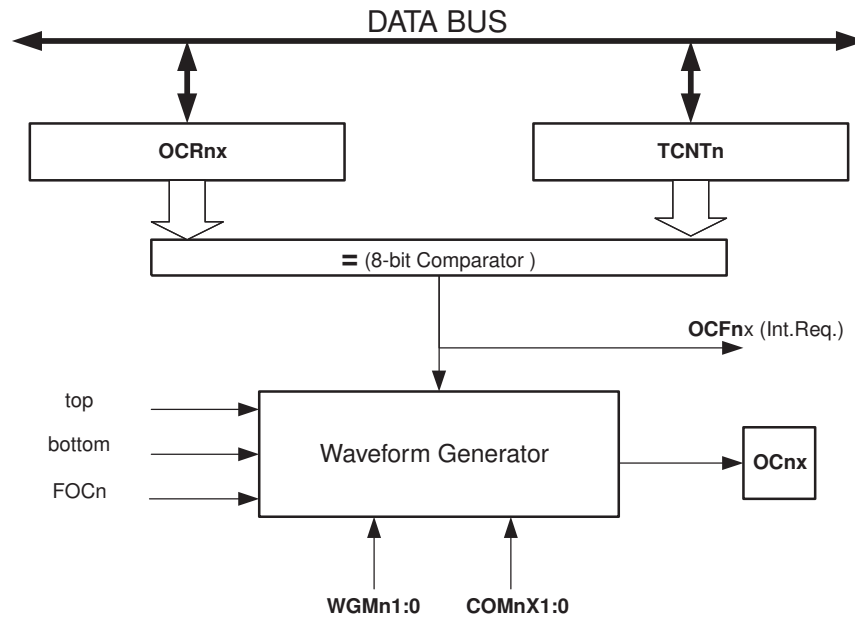 DATA BUS
OCRnx
TCNTn
= (8-bit Comparator )
OCFnx (Int.Req.)
top
bottom
FOCn
Waveform Generator
OCnx
WGMn1:0
COMnX1:0